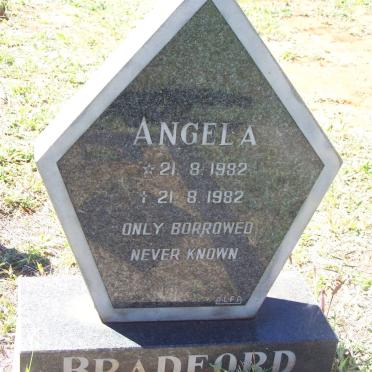 ANGELA
☆ 21. 8. 1982
✝ 21. 8. 1982
ONLY BORROWED
NEVER KNOWN
BRADFORD